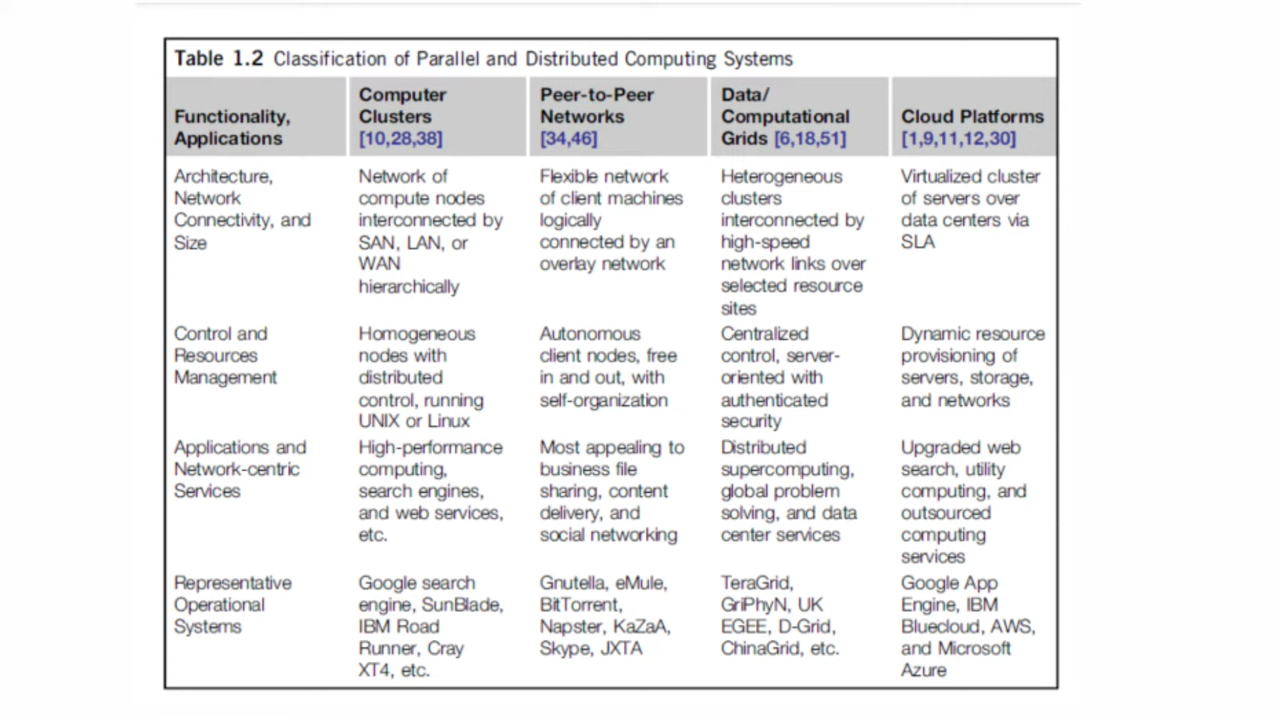 Table 1.2 Classification of Parallel and Distributed Computing Systems
Functionality,
Applications
Computer
Clusters
[10,28,38]
Peer-to-Peer
Networks
[34,46]
Data/
Computational
Grids [6,18,51]
Cloud Platforms
[1,9,11,12,30]
Architecture,
Network
Connectivity, and
Size
Network of
compute nodes
interconnected by
SAN, LAN, or
WAN
hierarchically
Flexible network
of client machines
logically
connected by an
overlay network
Heterogeneous
clusters
interconnected by
high-speed
network links over
selected resource
sites
Virtualized cluster
of servers over
data centers via
SLA
Control and
Resources
Management
Homogeneous
nodes with
distributed
control, running
UNIX or Linux
Autonomous
client nodes, free
in and out, with
self-organization
Centralized
control, server-
oriented with
authenticated
security
Dynamic resource
provisioning of
servers, storage,
and networks
Applications and
Network-centric
Services
High-performance
computing,
search engines,
and web services,
etc.
Most appealing to
business file
sharing, content
delivery, and
social networking
Distributed
supercomputing,
global problem
solving, and data
center services
Upgraded web
search, utility
computing, and
outsourced
computing
services
Representative
Operational
Systems
Google search
engine, SunBlade,
IBM Road
Runner, Cray
XT4, etc.
Gnutella, eMule,
BitTorrent,
Napster, KaZaA,
Skype, JXTA
TeraGrid,
GriPhyN, UK
EGEE, D-Grid,
ChinaGrid, etc.
Google App
Engine, IBM
Bluecloud, AWS,
and Microsoft
Azure